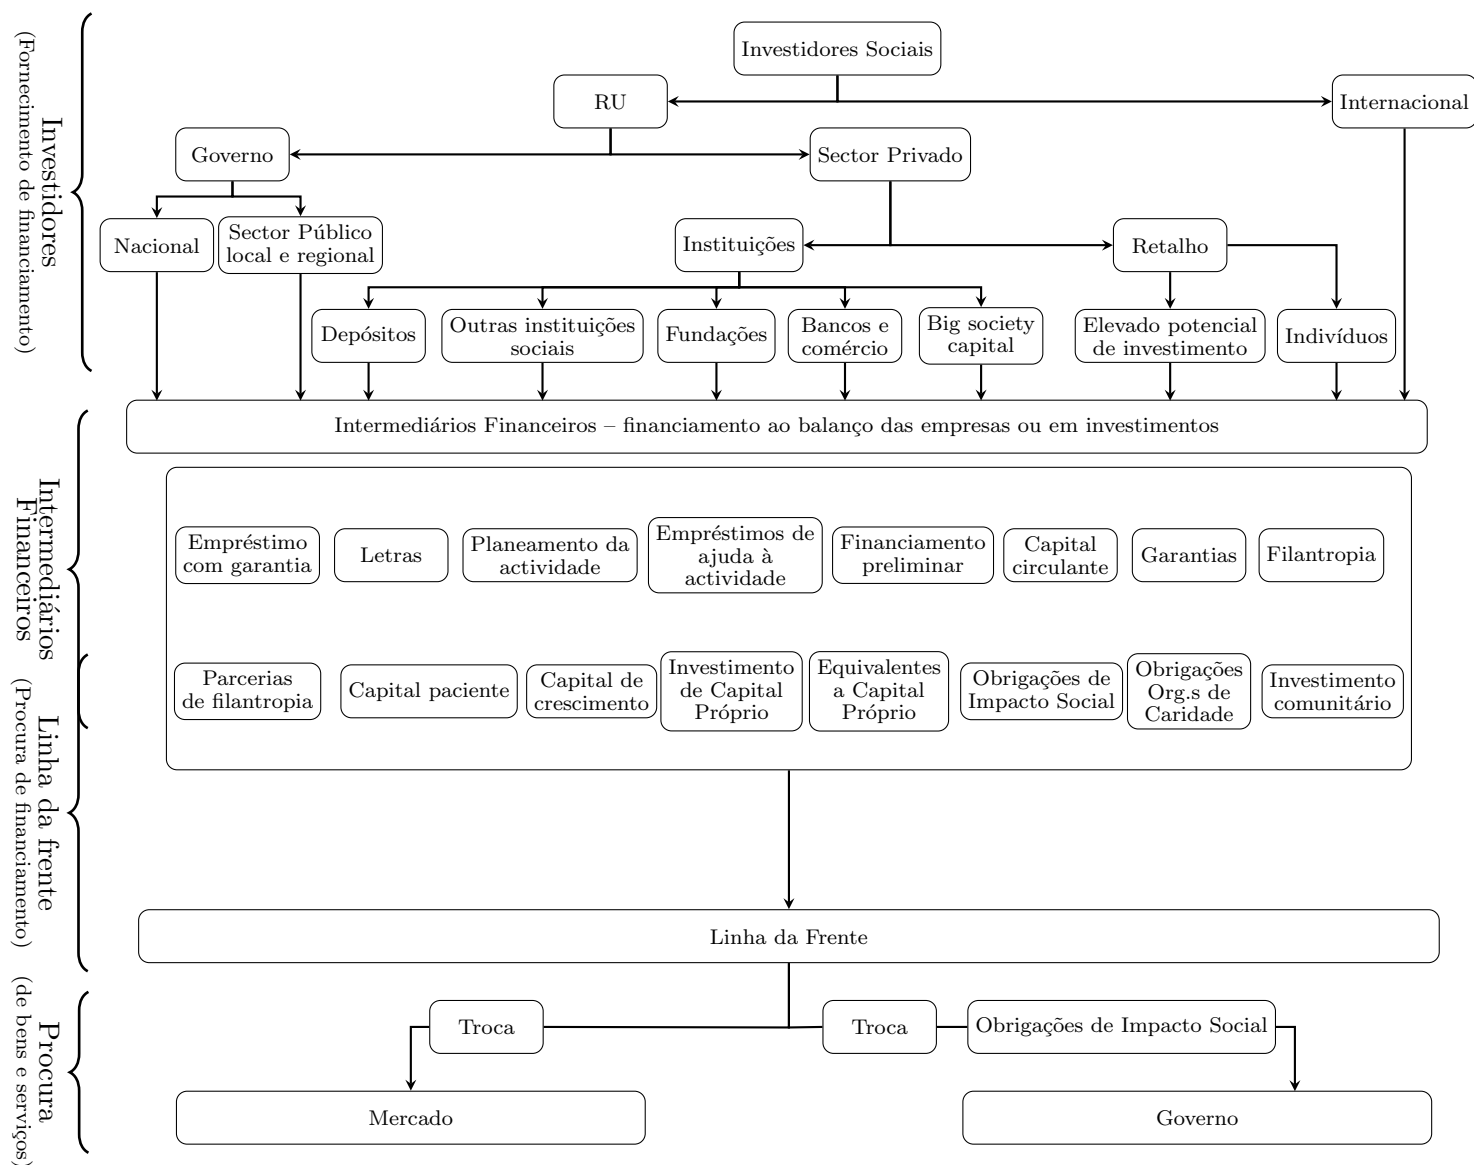 Investidores Sociais
RU
Internacional
Governo
Sector Privado
Nacional
Sector Público
local e regional
Instituições
Retalho
Depósitos
Outras instituições
sociais
Fundações
Bancos e
comércio
Big society
capital
Elevado potencial
de investimento
Indivíduos
Investidores
(Fornecimento de financiamento)
Intermediários Financeiros – financiamento ao balanço das empresas ou em investimentos
Empréstimo
com garantia
Letras
Planeamento da
actividade
Empréstimos de
ajuda à
actividade
Financiamento
preliminar
Capital
circulante
Garantias
Filantropia
Parcerias
de filantropia
Capital paciente
Capital de
crescimento
Investimento
de Capital
Próprio
Equivalentes
a Capital
Próprio
Obrigações de
Impacto Social
Obrigações
Org.s de
Caridade
Investimento
comunitário
Intermediários
Financeiros
Linha da frente
(Procura de financiamento)
Linha da Frente
Troca
Troca
Obrigações de Impacto Social
Mercado
Governo
Procura
(de bens e serviços)